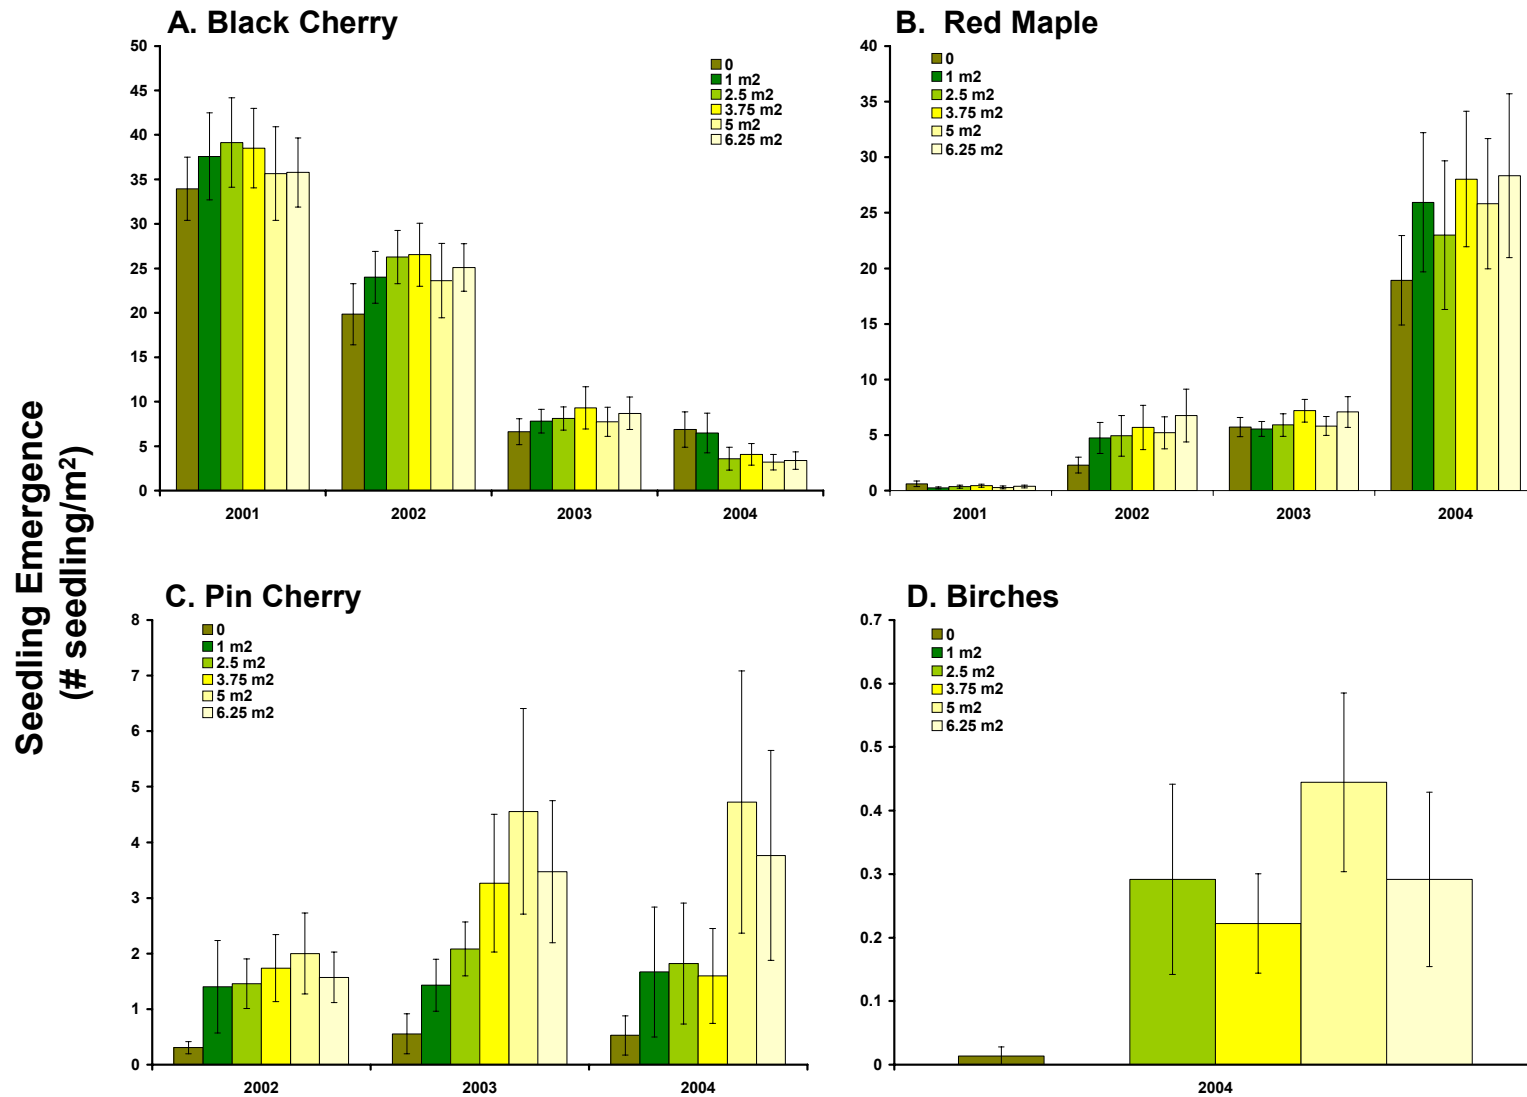 Seedling Emergence
(# seedling/m²)
A. Black Cherry
50
45
40
35
30
25
20
15
10
5
0
0
1 m2
2.5 m2
3.75 m2
5 m2
6.25 m2
2001 2002 2003 2004
B. Red Maple
40
35
30
25
20
15
10
5
0
0
1 m2
2.5 m2
3.75 m2
5 m2
6.25 m2
2001 2002 2003 2004
C. Pin Cherry
8
7
6
5
4
3
2
1
0
0
1 m2
2.5 m2
3.75 m2
5 m2
6.25 m2
2002 2003 2004
D. Birches
0.7
0.6
0.5
0.4
0.3
0.2
0.1
0
0
1 m2
2.5 m2
3.75 m2
5 m2
6.25 m2
2004